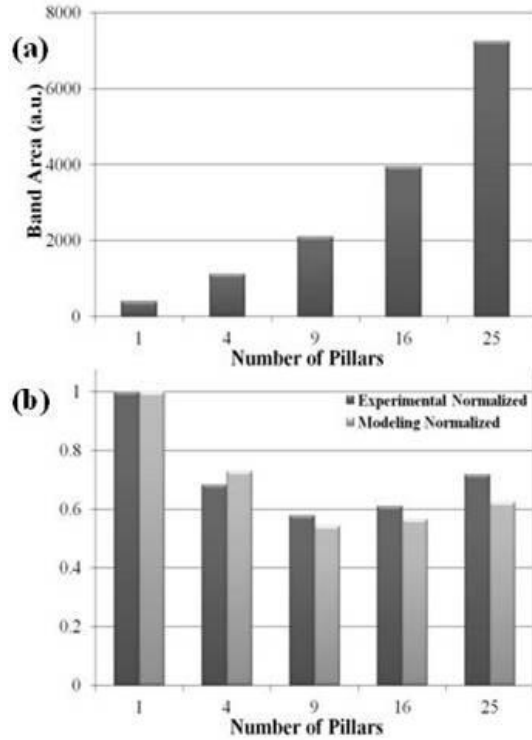 (a)
Band Area (a.u.)
8000
6000
4000
2000
0
1 4 9 16 25
Number of Pillars
(b)
Experimental Normalized
Modeling Normalized
1
0.8
0.6
0.4
0.2
0
1 4 9 16 25
Number of Pillars